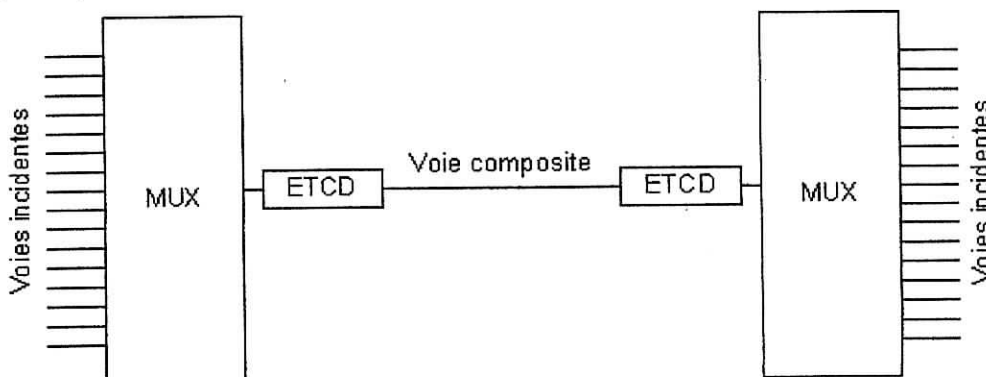 Voies incidentes
MUX
ETCD
Voie composite
ETCD
MUX
Voies incidentes